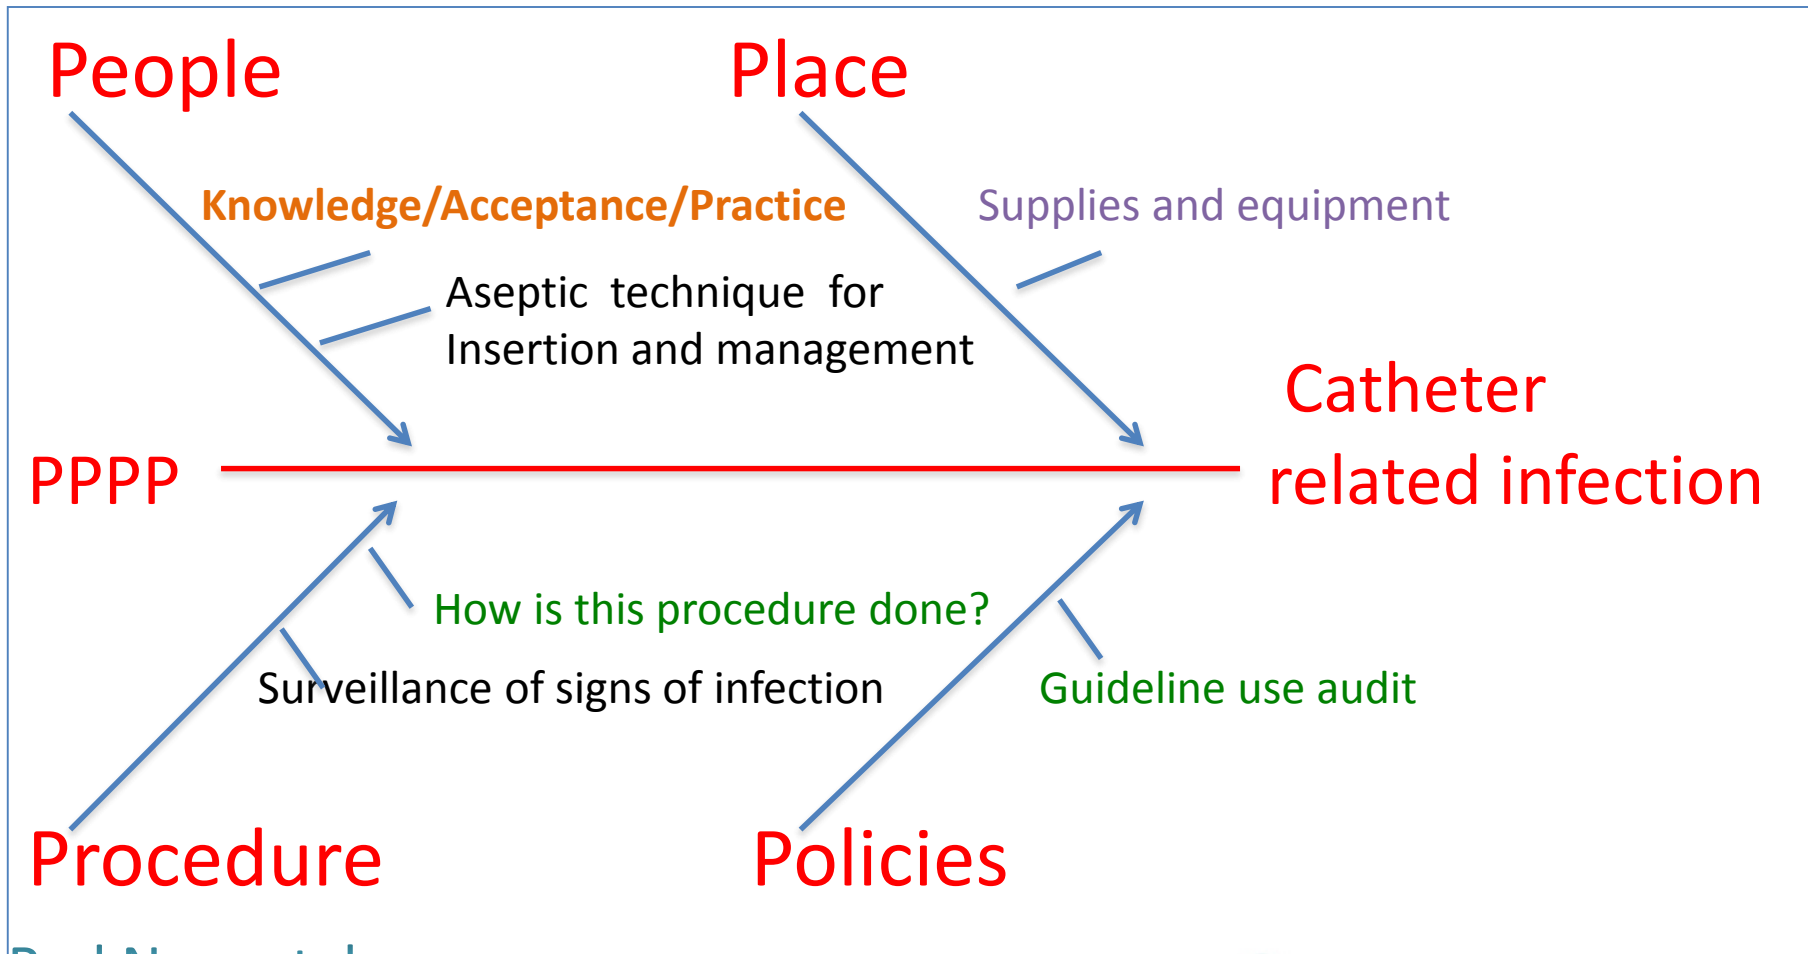 People
Place
Knowledge/Acceptance/Practice
Supplies and equipment
Aseptic technique for
Insertion and management
Catheter
related infection
PPPP
How is this procedure done?
Surveillance of signs of infection
Guideline use audit
Procedure
Policies